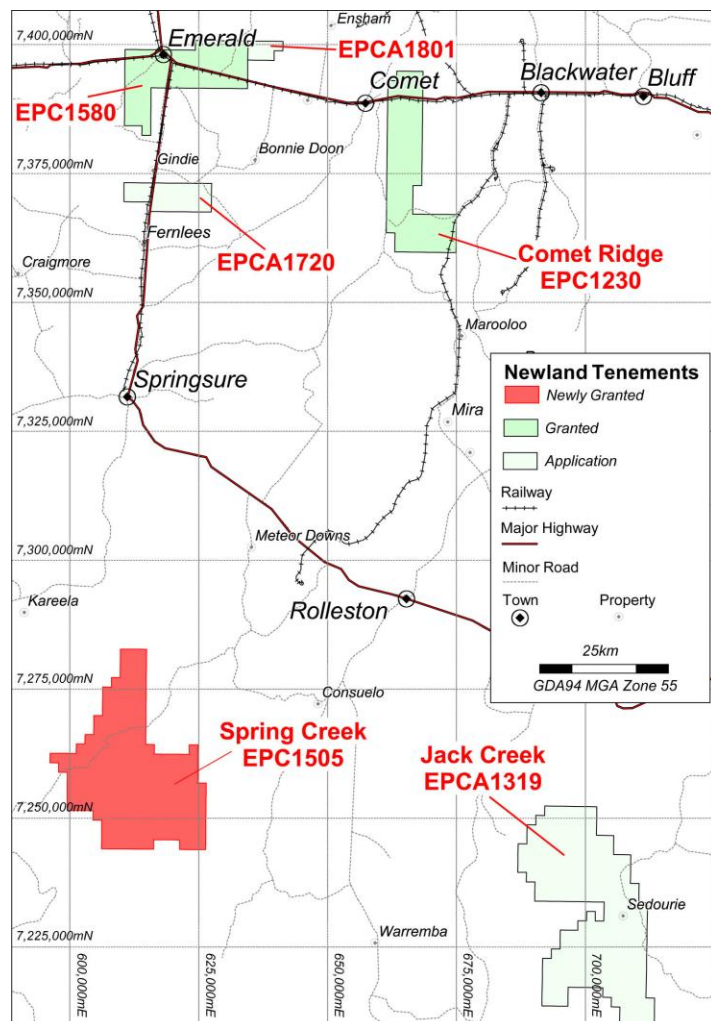 Ensham
7,400,000mN
Emerald
EPCA1801
Comet
Blackwater
Bluff
EPC1580
Bonnie Doon
Gindie
7,375,000mN
EPCA1720
Fernlees
Comet Ridge
EPC1230
Craigmore
7,350,000mN
Marooloo
Springsure
7,325,000mN
Mira
Newland Tenements
Newly Granted
Granted
Application
Railway
Major Highway
Minor Road
Town
Property
25km
GDA94 MGA Zone 55
Meteor Downs
7,300,000mN
Kareela
Rolleston
7,275,000mN
Consuelo
Spring Creek
EPC1505
Jack Creek
EPCA1319
7,250,000mN
Sedourie
Warremba
7,225,000mN
600,000mE
625,000mE
650,000mE
675,000mE
700,000mE